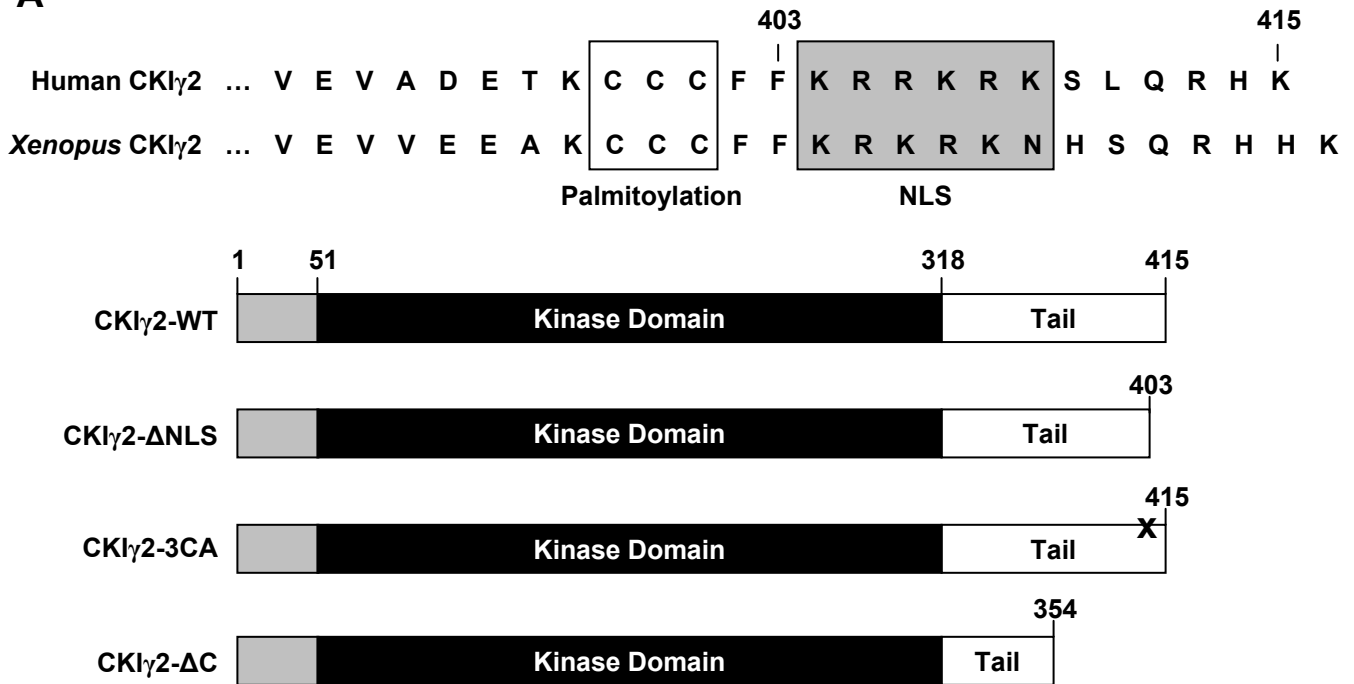 A
403 415
Human CKIγ2 ... V E V A D E T K C C C F F K R R K R K S L Q R H K
Xenopus CKIγ2 ... V E V V E E A K C C C F F K R K R K N H S Q R H H K
Palmitoylation NLS
1 51 318 415
CKIγ2-WT Kinase Domain Tail
403
CKIγ2-ΔNLS Kinase Domain Tail
415
X
CKIγ2-3CA Kinase Domain Tail
354
CKIγ2-ΔC Kinase Domain Tail